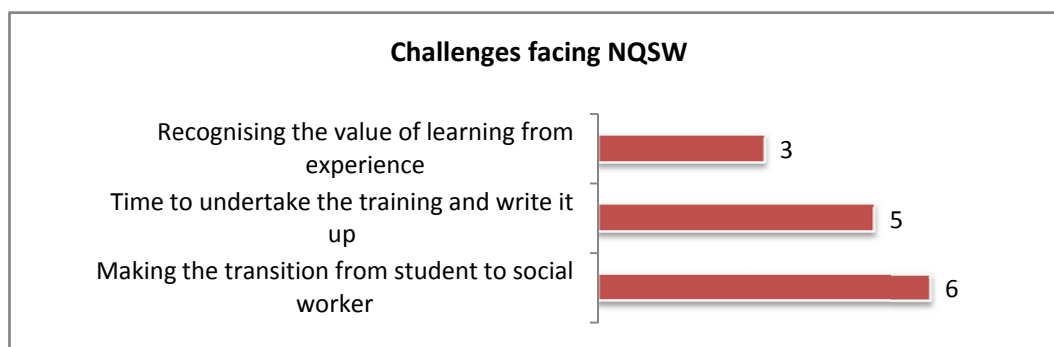 Challenges facing NQSW
Recognising the value of learning from
experience
3
Time to undertake the training and write it
up
5
Making the transition from student to social
worker
6